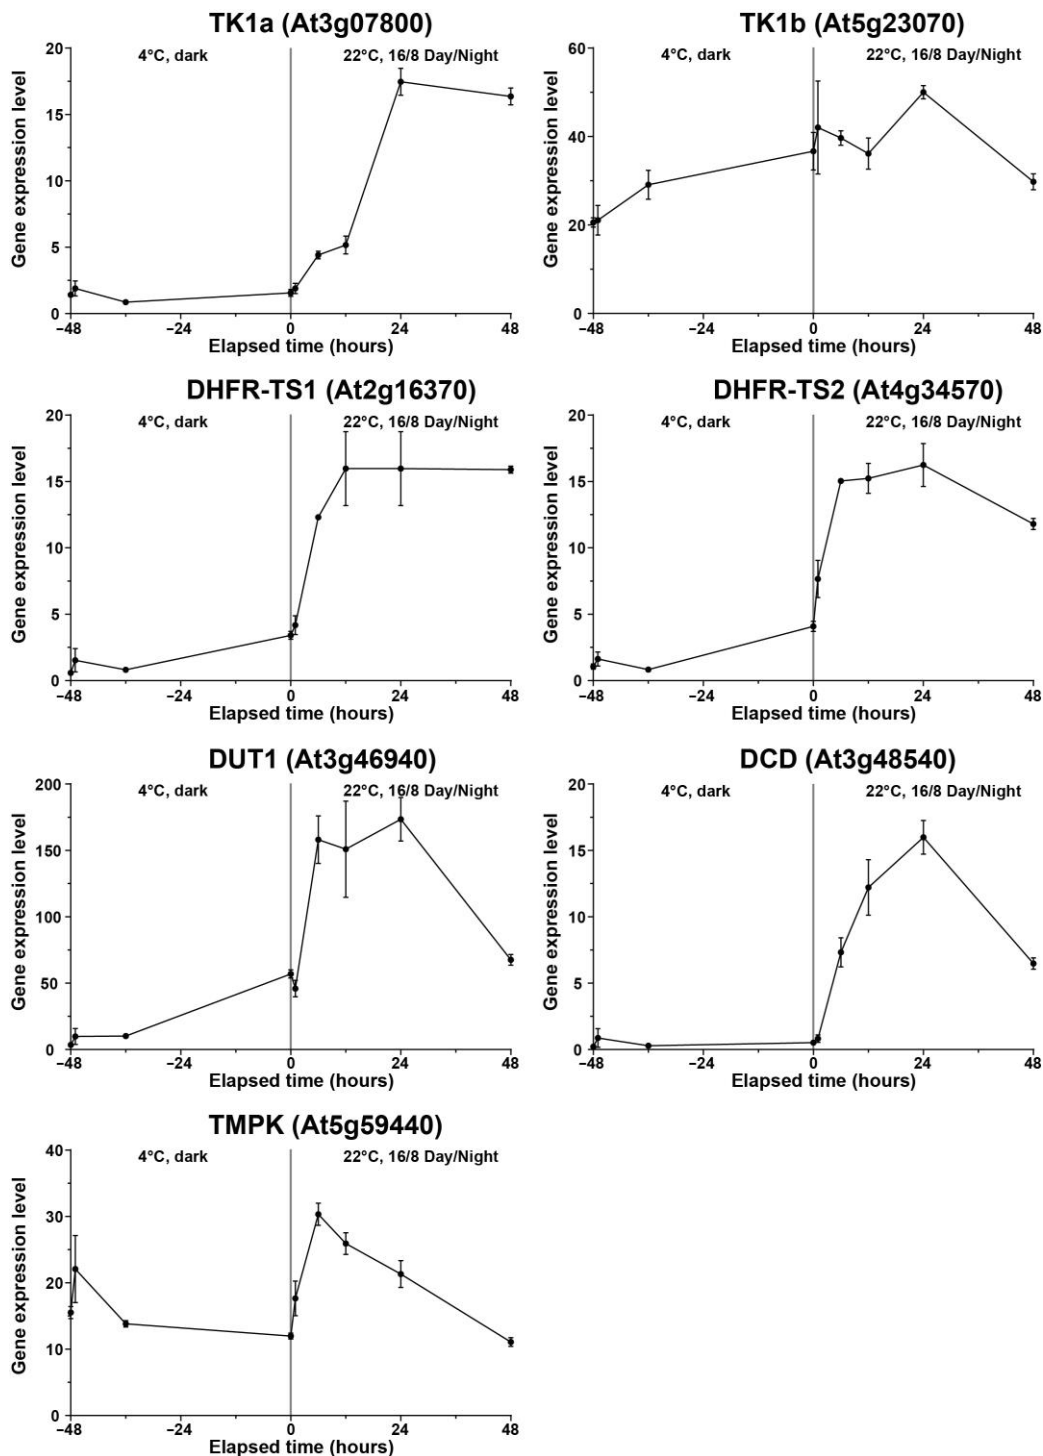 TK1a (At3g07800)
4°C, dark 22°C, 16/8 Day/Night
Gene expression level
20
15
10
5
0
−48 −24 0 24 48
Elapsed time (hours)
TK1b (At5g23070)
4°C, dark 22°C, 16/8 Day/Night
Gene expression level
60
40
20
0
−48 −24 0 24 48
Elapsed time (hours)
DHFR-TS1 (At2g16370)
4°C, dark 22°C, 16/8 Day/Night
Gene expression level
20
15
10
5
0
−48 −24 0 24 48
Elapsed time (hours)
DHFR-TS2 (At4g34570)
4°C, dark 22°C, 16/8 Day/Night
Gene expression level
20
15
10
5
0
−48 −24 0 24 48
Elapsed time (hours)
DUT1 (At3g46940)
4°C, dark 22°C, 16/8 Day/Night
Gene expression level
200
150
100
50
0
−48 −24 0 24 48
Elapsed time (hours)
DCD (At3g48540)
4°C, dark 22°C, 16/8 Day/Night
Gene expression level
20
15
10
5
0
−48 −24 0 24 48
Elapsed time (hours)
TMPK (At5g59440)
4°C, dark 22°C, 16/8 Day/Night
Gene expression level
40
30
20
10
0
−48 −24 0 24 48
Elapsed time (hours)